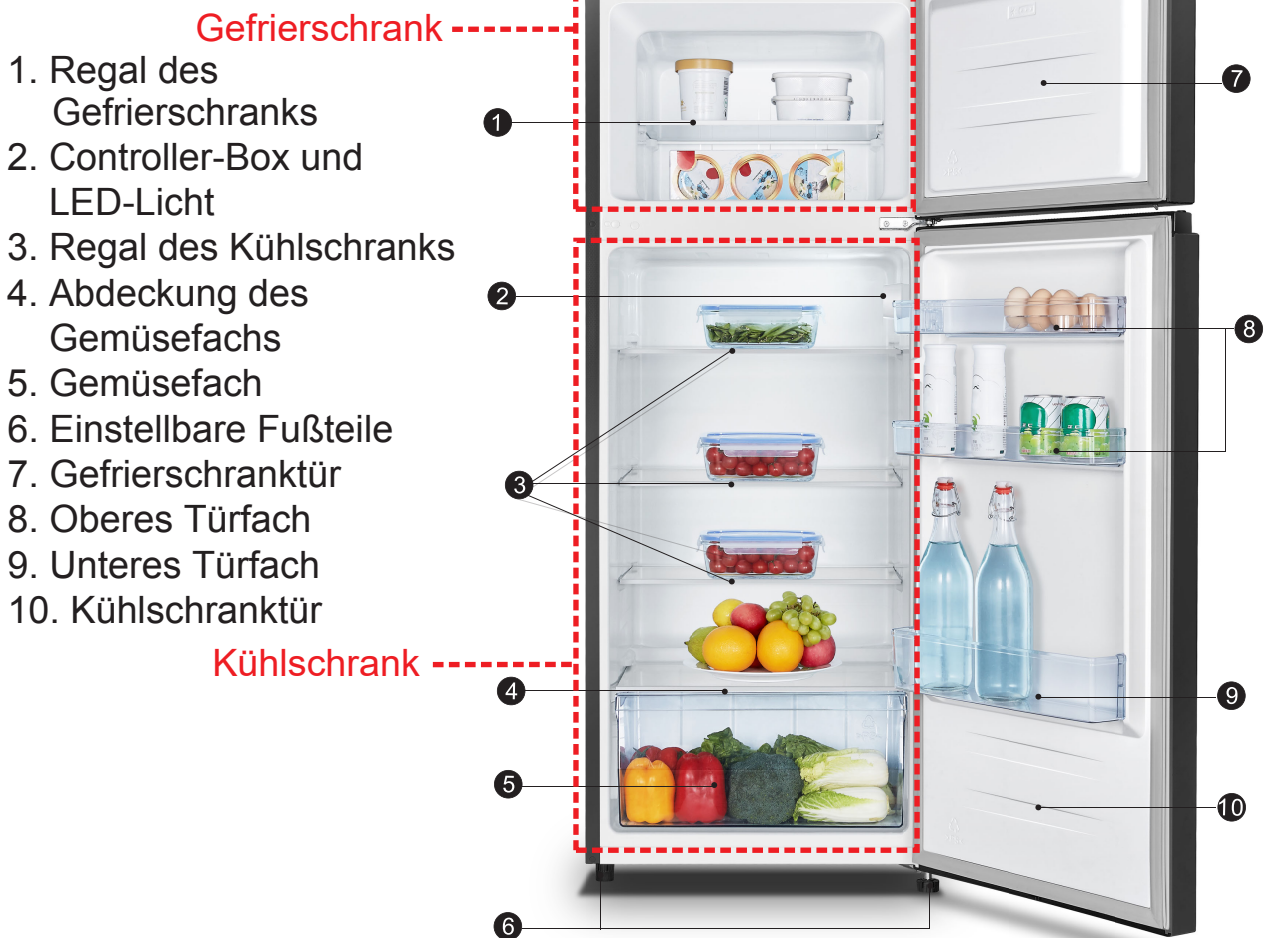 Gefrierschrank
1. Regal des
Gefrierschranks
2. Controller-Box und
LED-Licht
3. Regal des Kühlschranks
4. Abdeckung des
Gemüsefachs
5. Gemüsefach
6. Einstellbare Fußteile
7. Gefrierschranktür
8. Oberes Türfach
9. Unteres Türfach
10. Kühlschranktür
Kühlschrank
1
2
3
4
5
6
7
8
9
10